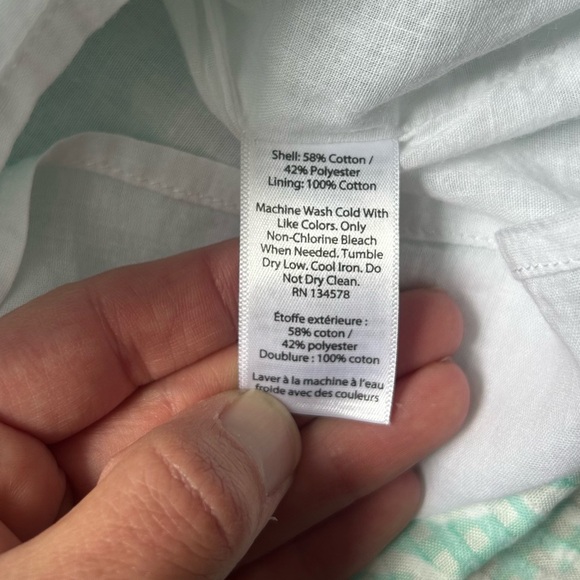 Shell: 58% Cotton /
42% Polyester
Lining: 100% Cotton
Machine Wash Cold With
Like Colors. Only
Non-Chlorine Bleach
When Needed. Tumble
Dry Low. Cool Iron. Do
Not Dry Clean.
RN 134578
Étoffe extérieure :
58% coton /
42% polyester
Doublure : 100% coton
Laver à la machine à l'eau
froide avec des couleurs